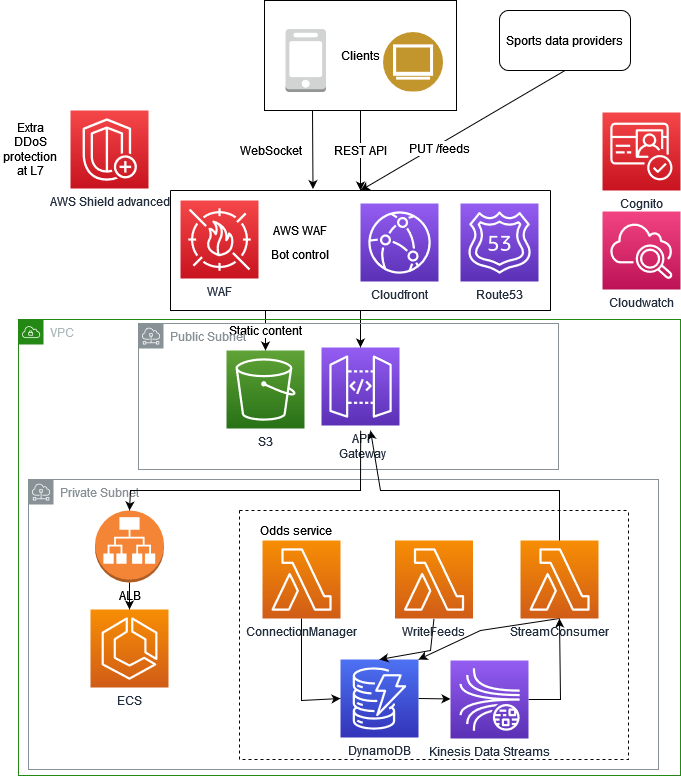 Clients
Sports data providers
Extra
DDoS
protection
at L7
WebSocket
REST API
PUT /feeds
AWS Shield advanced
Cognito
Cloudwatch
AWS WAF
Bot control
53
WAF
Cloudfront
Route53
VPC
Static content
Public Subnet
S3
API
Gateway
Private Subnet
Odds service
ALB
ConnectionManager
WriteFeeds
StreamConsumer
ECS
DynamoDB
Kinesis Data Streams